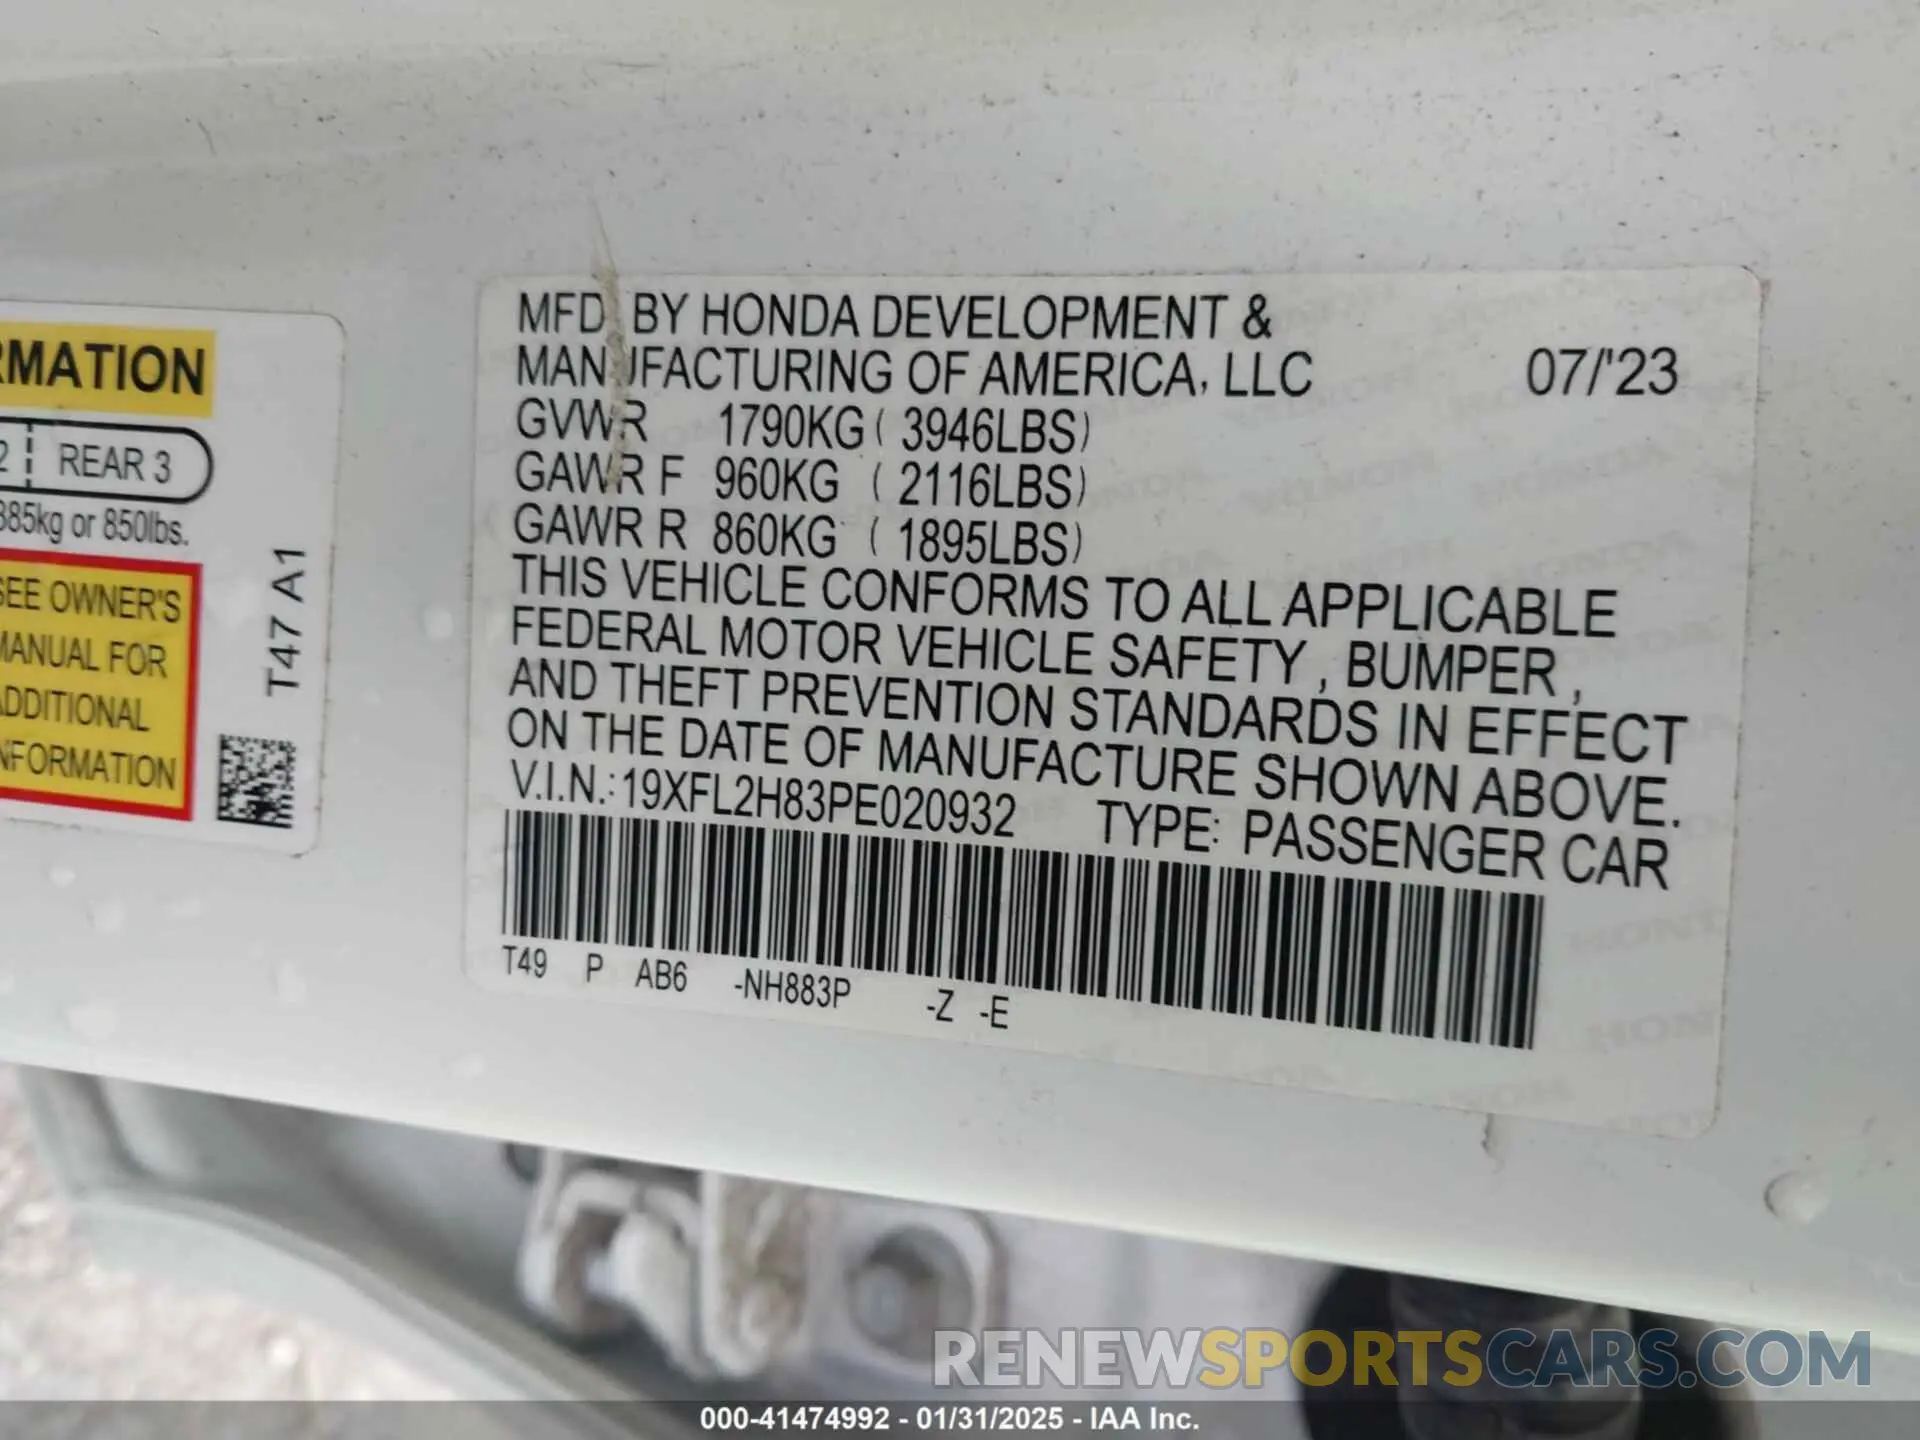 RMATION
2 REAR 3
385kg or 850lbs.
SEE OWNER'S
MANUAL FOR
ADDITIONAL
INFORMATION
T47 A1
MFD BY HONDA DEVELOPMENT &
MANUFACTURING OF AMERICA, LLC 07/'23
GVWR 1790KG ( 3946LBS)
GAWR F 960KG ( 2116LBS)
GAWR R 860KG ( 1895LBS)
THIS VEHICLE CONFORMS TO ALL APPLICABLE
FEDERAL MOTOR VEHICLE SAFETY , BUMPER ,
AND THEFT PREVENTION STANDARDS IN EFFECT
ON THE DATE OF MANUFACTURE SHOWN ABOVE.
V.I.N.: 19XFL2H83PE020932 TYPE: PASSENGER CAR
T49 P AB6 -NH883P -Z -E
RENEWSPORTSCARS.COM
000-41474992 - 01/31/2025 - IAA Inc.